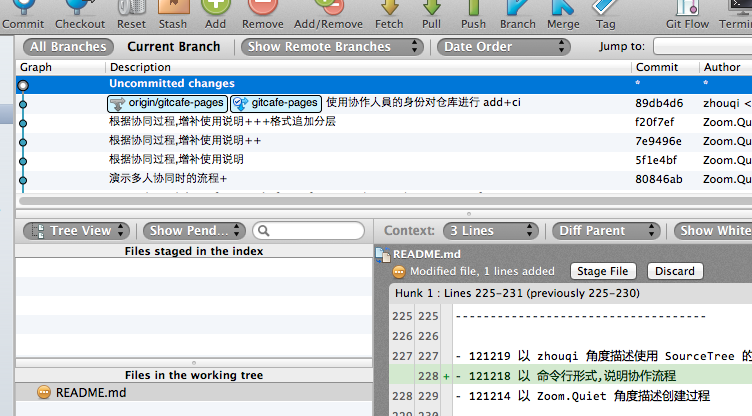 Commit Checkout Reset Stash Add Remove Add/Remove Fetch Pull Push Branch Merge Tag Git Flow
All Branches Current Branch Show Remote Branches Date Order Jump to:
Graph Description Commit Author
Uncommitted changes * *
origin/gitcafe-pages gitcafe-pages 使用协作人員的身份对仓库进行 add+ci 89db4d6 zhouqi <
根据协同过程,增补使用说明+++格式追加分层 f20f7ef Zoom.Qui
根据协同过程,增补使用说明++ 7e9496e Zoom.Qui
根据协同过程,增补使用说明 5f1e4bf Zoom.Qui
演示多人协同时的流程+ 80846ab Zoom.Qui
Tree View Show Pend... Context: 3 Lines Diff Parent Show White
Files staged in the index
README.md
Modified file, 1 lines added Stage File Discard
Hunk 1 : Lines 225-231 (previously 225-230)
225 225 ------------------------------------
226 226
227 227 - 121219 以 zhouqi 角度描述使用 SourceTree 的
228 + - 121218 以 命令行形式,说明协作流程
228 229 - 121214 以 Zoom.Quiet 角度描述创建过程
229 230
Files in the working tree
README.md